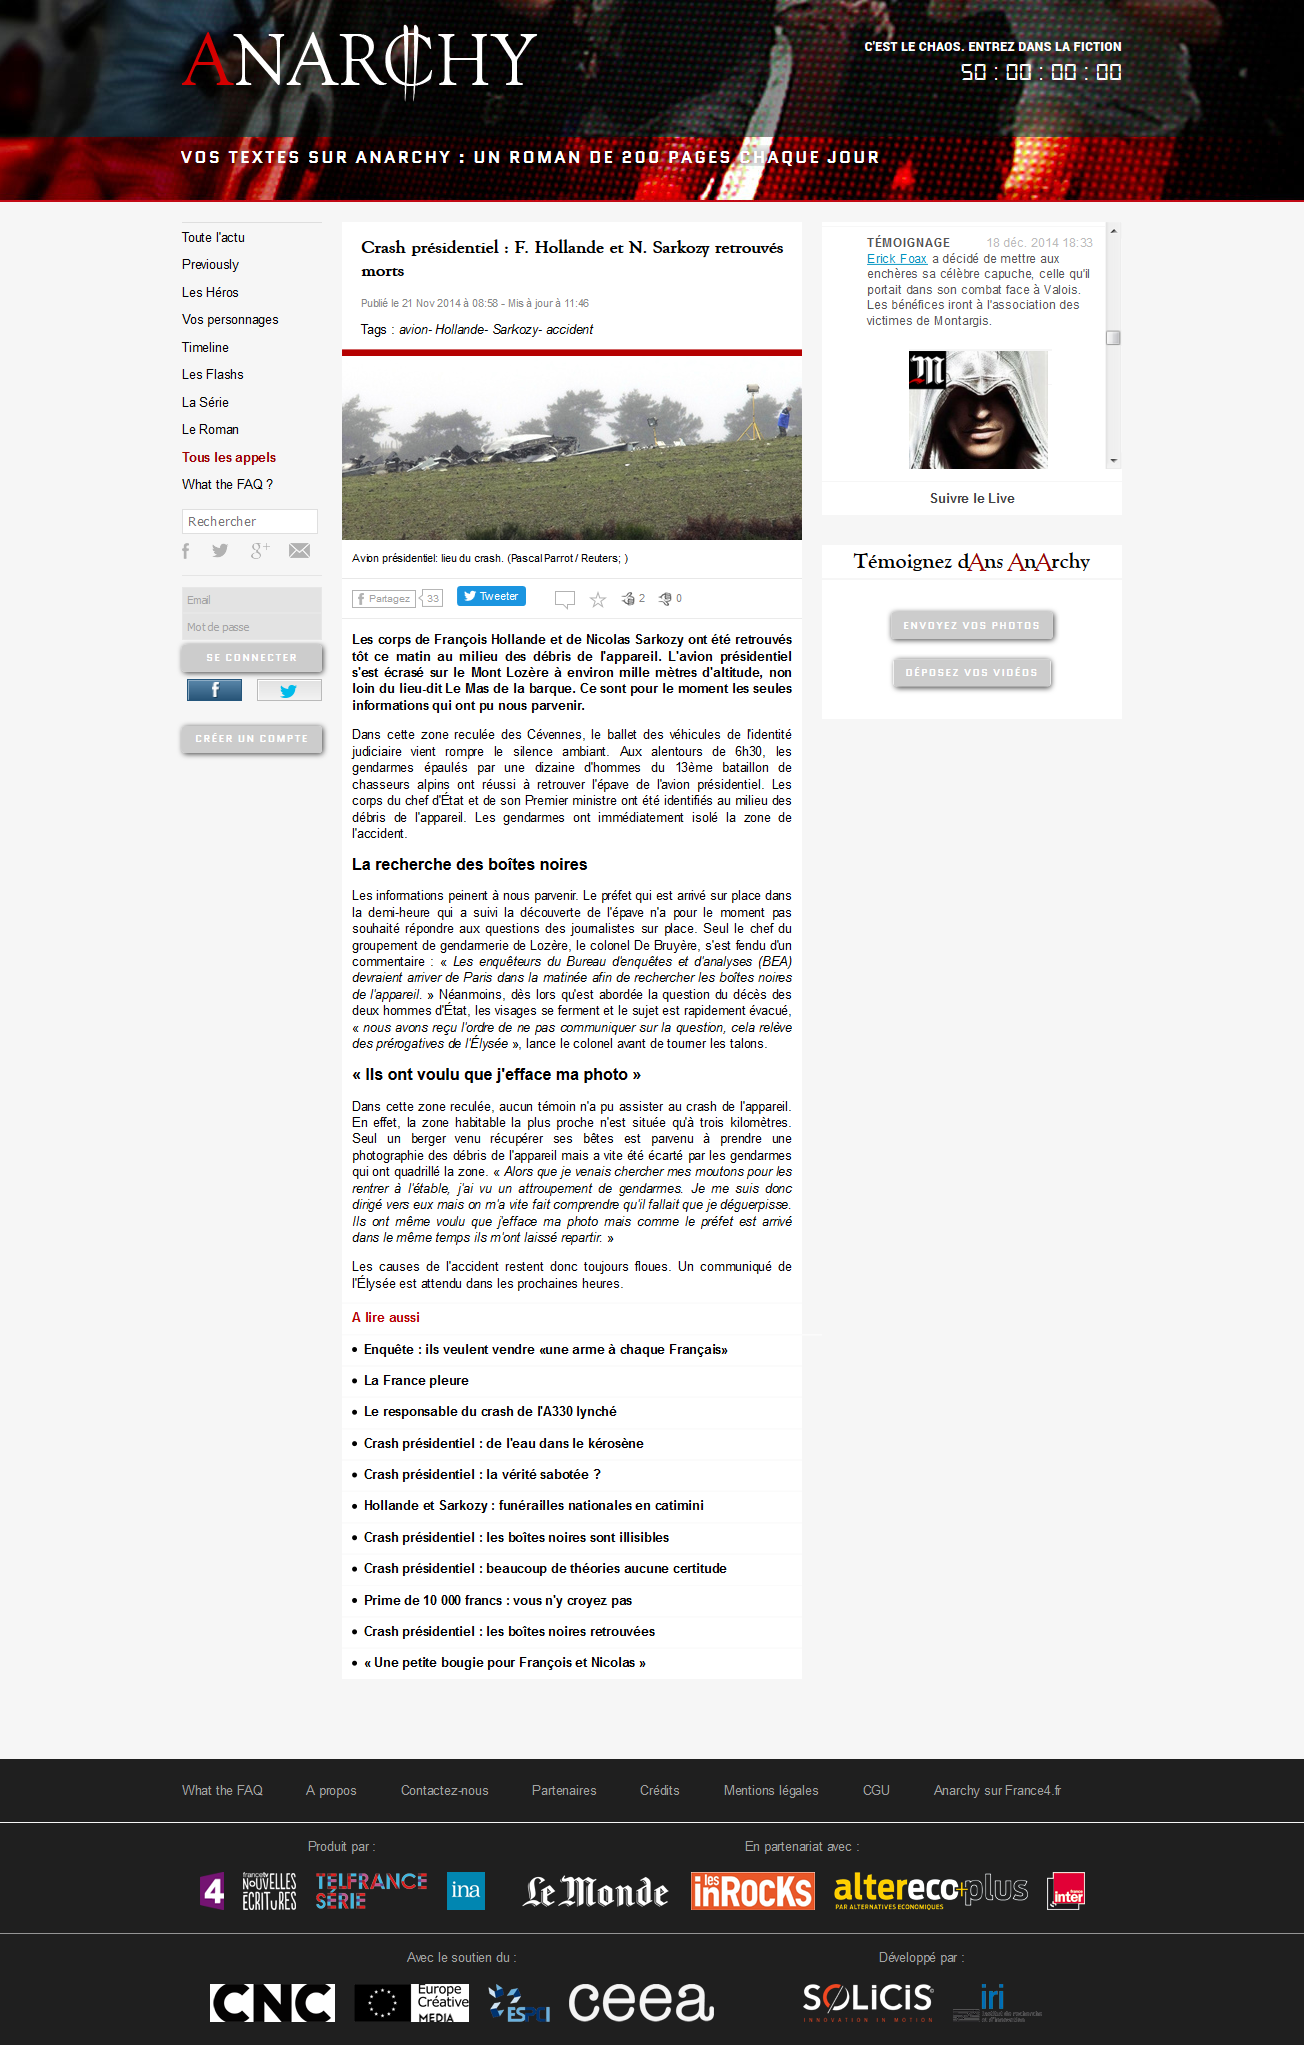 ANARCHY
C'EST LE CHAOS. ENTREZ DANS LA FICTION
50 : 00 : 00 : 00
VOS TEXTES SUR ANARCHY : UN ROMAN DE 200 PAGES CHAQUE JOUR
Toute l'actu
Previously
Les Héros
Vos personnages
Timeline
Les Flashs
La Série
Le Roman
Tous les appels
What the FAQ ?
Rechercher
Email
Mot de passe
SE CONNECTER
CRÉER UN COMPTE
Crash présidentiel : F. Hollande et N. Sarkozy retrouvés
morts
Publié le 21 Nov 2014 à 08:58 - Mis à jour à 11:46
Tags : avion- Hollande- Sarkozy- accident
Avion présidentiel: lieu du crash. (Pascal Parrot / Reuters; )
Partagez 33 Tweeter 2 0
Les corps de François Hollande et de Nicolas Sarkozy ont été retrouvés
tôt ce matin au milieu des débris de l'appareil. L'avion présidentiel
s'est écrasé sur le Mont Lozère à environ mille mètres d'altitude, non
loin du lieu-dit Le Mas de la barque. Ce sont pour le moment les seules
informations qui ont pu nous parvenir.
Dans cette zone reculée des Cévennes, le ballet des véhicules de l'identité
judiciaire vient rompre le silence ambiant. Aux alentours de 6h30, les
gendarmes épaulés par une dizaine d'hommes du 13ème bataillon de
chasseurs alpins ont réussi à retrouver l'épave de l'avion présidentiel. Les
corps du chef d'État et de son Premier ministre ont été identifiés au milieu des
débris de l'appareil. Les gendarmes ont immédiatement isolé la zone de
l'accident.
La recherche des boîtes noires
Les informations peinent à nous parvenir. Le préfet qui est arrivé sur place dans
la demi-heure qui a suivi la découverte de l'épave n'a pour le moment pas
souhaité répondre aux questions des journalistes sur place. Seul le chef du
groupement de gendarmerie de Lozère, le colonel De Bruyère, s'est fendu d'un
commentaire : « Les enquêteurs du Bureau d'enquêtes et d'analyses (BEA)
devraient arriver de Paris dans la matinée afin de rechercher les boîtes noires
de l'appareil. » Néanmoins, dès lors qu'est abordée la question du décès des
deux hommes d'État, les visages se ferment et le sujet est rapidement évacué,
« nous avons reçu l'ordre de ne pas communiquer sur la question, cela relève
des prérogatives de l'Élysée », lance le colonel avant de tourner les talons.
« Ils ont voulu que j'efface ma photo »
Dans cette zone reculée, aucun témoin n'a pu assister au crash de l'appareil.
En effet, la zone habitable la plus proche n'est située qu'à trois kilomètres.
Seul un berger venu récupérer ses bêtes est parvenu à prendre une
photographie des débris de l'appareil mais a vite été écarté par les gendarmes
qui ont quadrillé la zone. « Alors que je venais chercher mes moutons pour les
rentrer à l'étable, j'ai vu un attroupement de gendarmes. Je me suis donc
dirigé vers eux mais on m'a vite fait comprendre qu'il fallait que je déguerpisse.
Ils ont même voulu que j'efface ma photo mais comme le préfet est arrivé
dans le même temps ils m'ont laissé repartir. »
Les causes de l'accident restent donc toujours floues. Un communiqué de
l'Élysée est attendu dans les prochaines heures.
A lire aussi
• Enquête : ils veulent vendre «une arme à chaque Français»
• La France pleure
• Le responsable du crash de l'A330 lynché
• Crash présidentiel : de l'eau dans le kérosène
• Crash présidentiel : la vérité sabotée ?
• Hollande et Sarkozy : funérailles nationales en catimini
• Crash présidentiel : les boîtes noires sont illisibles
• Crash présidentiel : beaucoup de théories aucune certitude
• Prime de 10 000 francs : vous n'y croyez pas
• Crash présidentiel : les boîtes noires retrouvées
• « Une petite bougie pour François et Nicolas »
TÉMOIGNAGE 18 déc. 2014 18:33
Erick Foax a décidé de mettre aux
enchères sa célèbre capuche, celle qu'il
portait dans son combat face à Valois.
Les bénéfices iront à l'association des
victimes de Montargis.
M
Suivre le Live
Témoignez dAns AnArchy
ENVOYEZ VOS PHOTOS
DÉPOSEZ VOS VIDÉOS
What the FAQ A propos Contactez-nous Partenaires Crédits Mentions légales CGU Anarchy sur France4.fr
Produit par :
4
francetv
NOUVELLES
ECRITURES
TELFRANCE
SÉRIE
ina
En partenariat avec :
Le Monde
les
inROCKS
altereco+plus
PAR ALTERNATIVES ECONOMIQUES
france
inter
Avec le soutien du :
CNC
Europe
Créative
MEDIA
ESPCI
ceea
Développé par :
SOLICIS
INNOVATION IN MOTION
iri